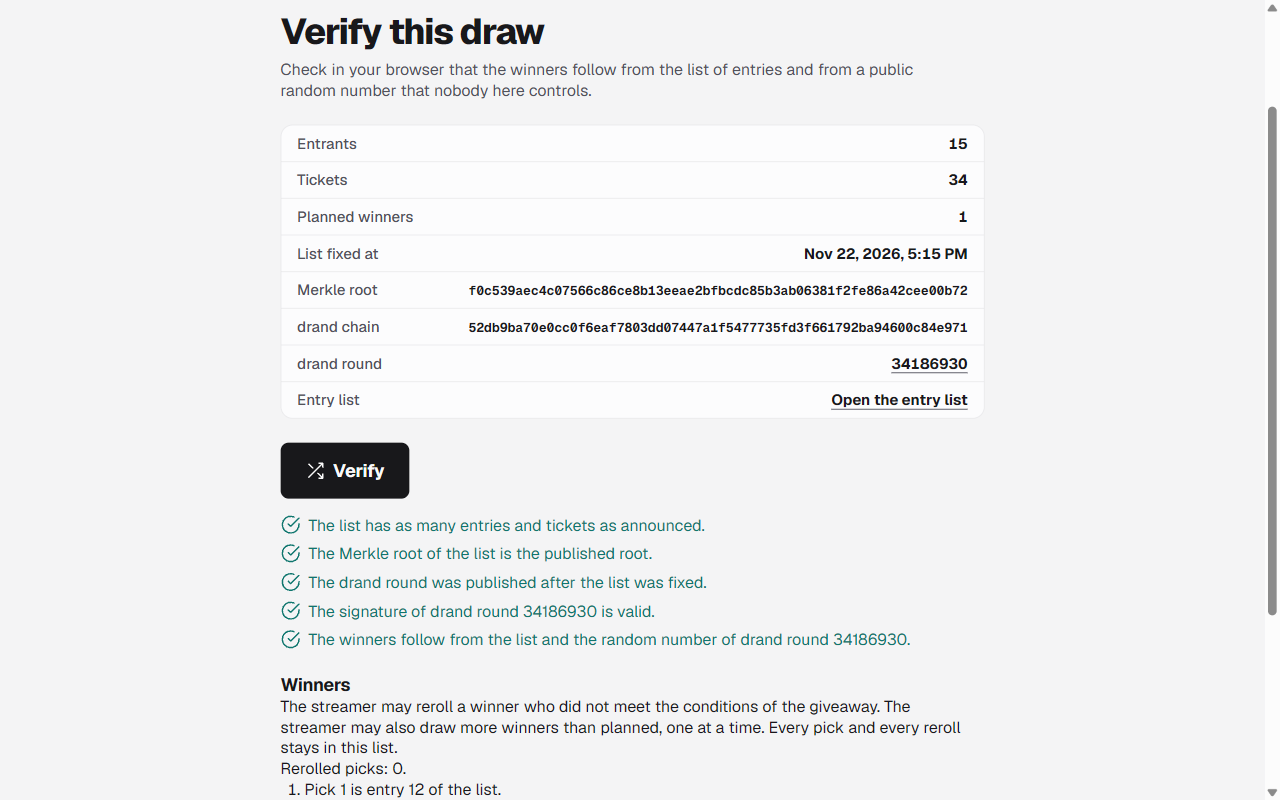 Verify this draw
Check in your browser that the winners follow from the list of entries and from a public
random number that nobody here controls.
Entrants 15
Tickets 34
Planned winners 1
List fixed at Nov 22, 2026, 5:15 PM
Merkle root f0c539aec4c07566c86ce8b13eeae2bfbcdc85b3ab06381f2fe86a42cee00b72
drand chain 52db9ba70e0cc0f6eaf7803dd07447a1f5477735fd3f661792ba94600c84e971
drand round 34186930
Entry list Open the entry list
Verify
The list has as many entries and tickets as announced.
The Merkle root of the list is the published root.
The drand round was published after the list was fixed.
The signature of drand round 34186930 is valid.
The winners follow from the list and the random number of drand round 34186930.
Winners
The streamer may reroll a winner who did not meet the conditions of the giveaway. The
streamer may also draw more winners than planned, one at a time. Every pick and every reroll
stays in this list.
Rerolled picks: 0.
1. Pick 1 is entry 12 of the list.